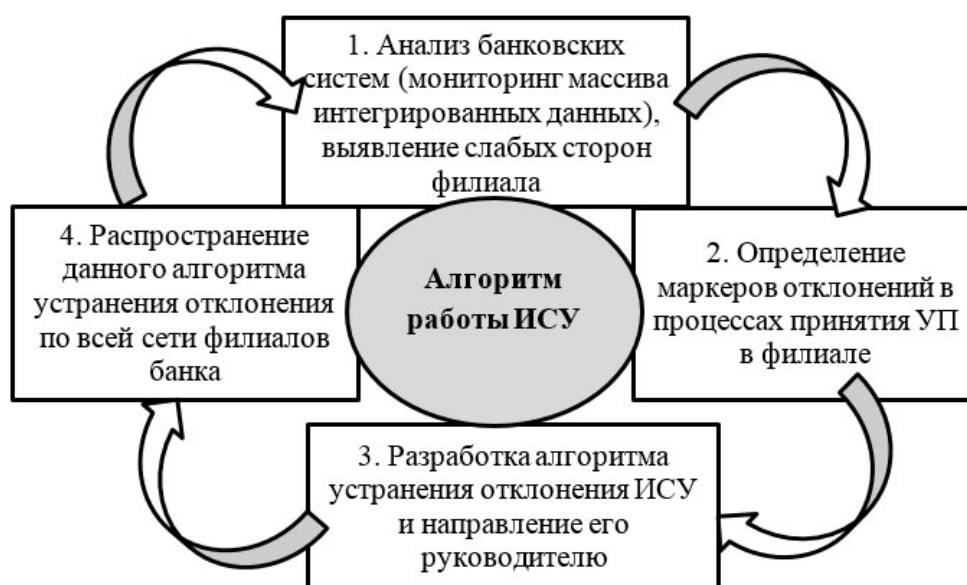 1. Анализ банковских
систем (мониторинг массива
интегрированных данных),
выявление слабых сторон
филиала
2. Определение
маркеров отклонений в
процессах принятия УП
в филиале
3. Разработка алгоритма
устранения отклонения ИСУ
и направление его
руководителю
4. Распространение
данного алгоритма
устранения отклонения
по всей сети филиалов
банка
Алгоритм
работы ИСУ